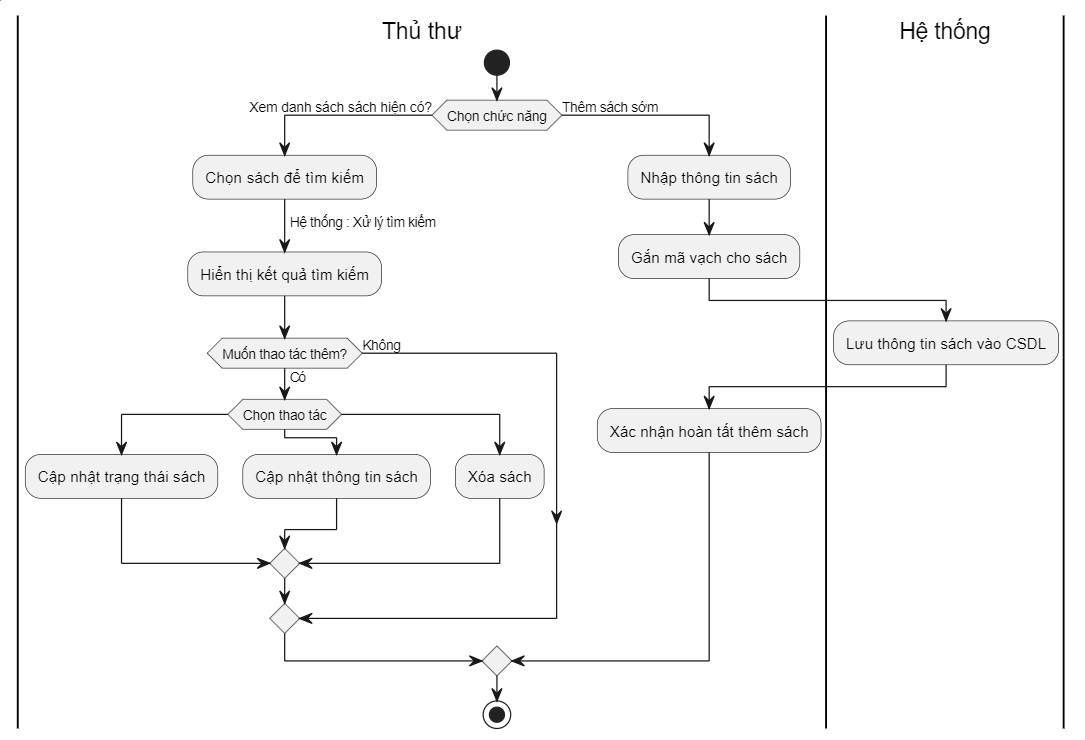 Thủ thư
Hệ thống
Xem danh sách sách hiện có?
Chọn chức năng
Thêm sách sớm
Chọn sách để tìm kiếm
Nhập thông tin sách
Hệ thống : Xử lý tìm kiếm
Gắn mã vạch cho sách
Hiển thị kết quả tìm kiếm
Lưu thông tin sách vào CSDL
Muốn thao tác thêm?
Không
Có
Chọn thao tác
Xác nhận hoàn tất thêm sách
Cập nhật trạng thái sách
Cập nhật thông tin sách
Xóa sách